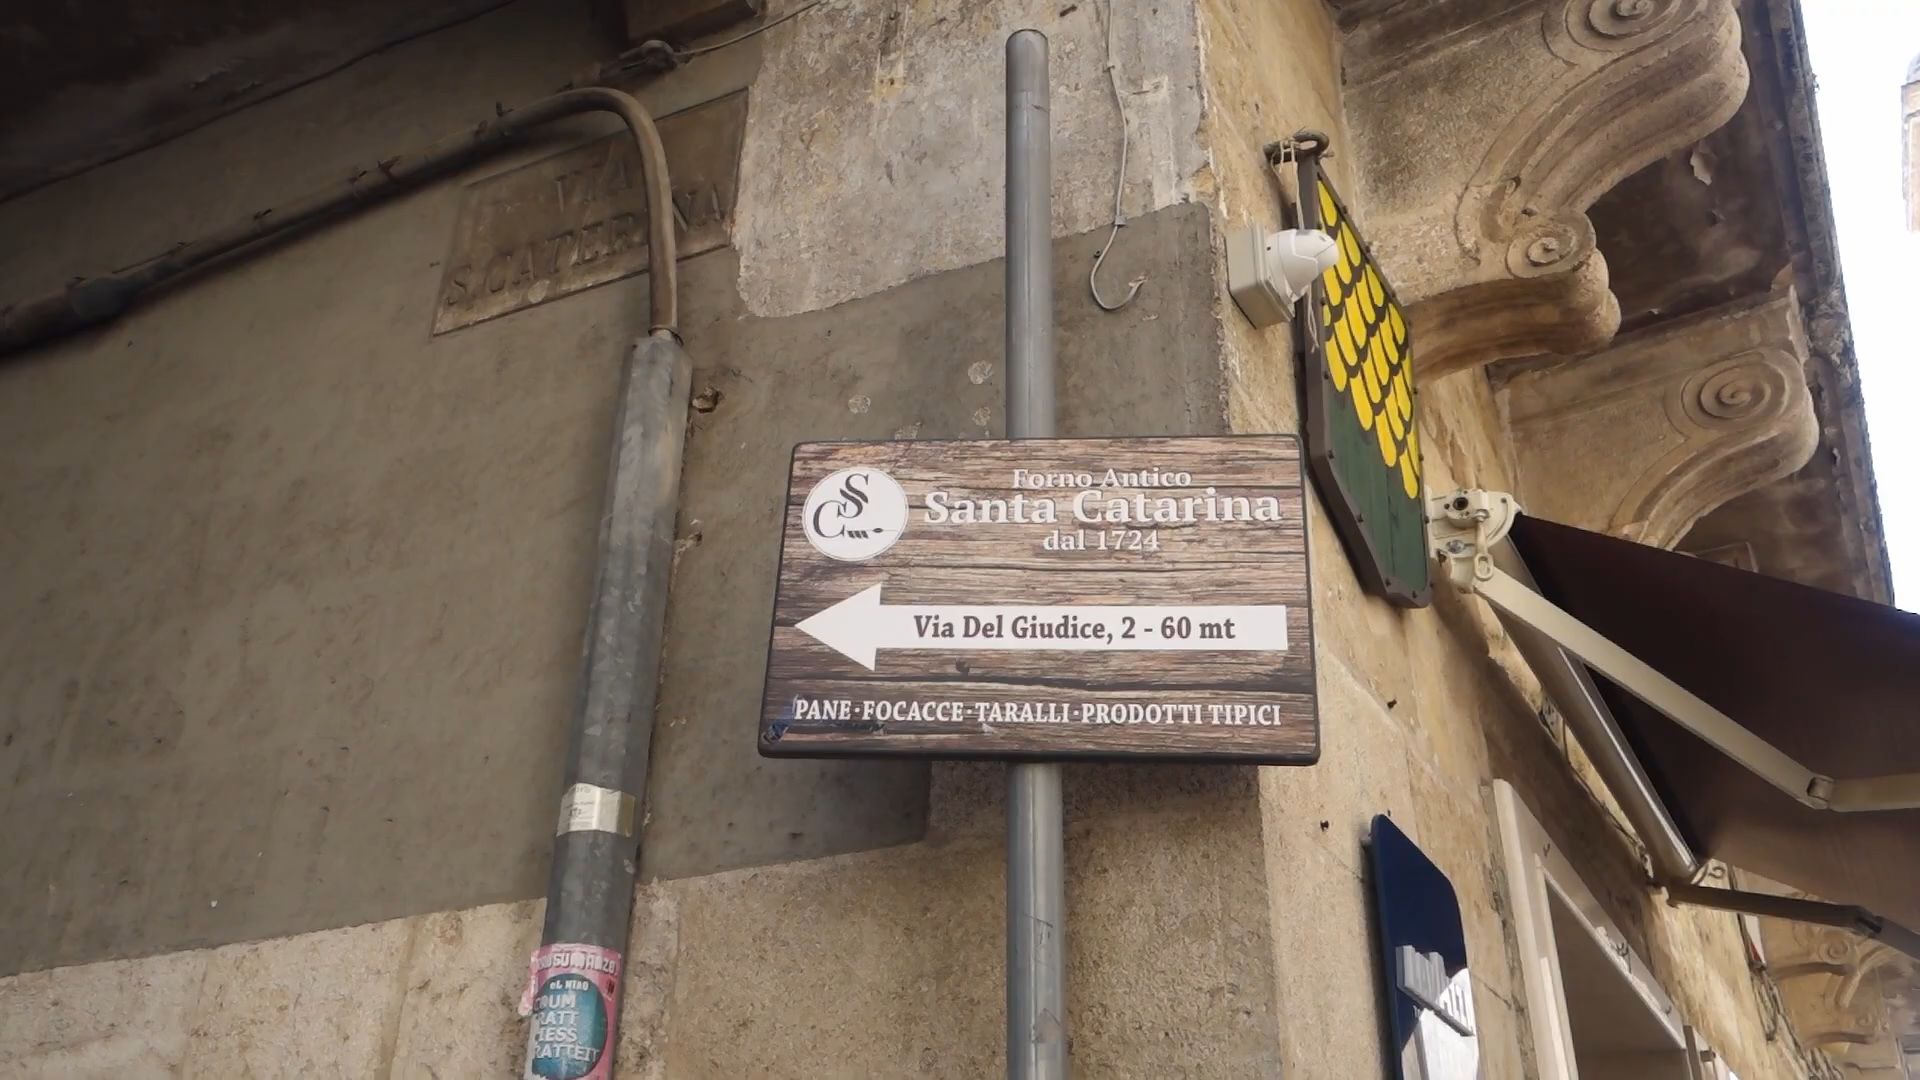 VIA
S. CATERINA
Forno Antico
Santa Catarina
dal 1724
Via Del Giudice, 2 - 60 mt
PANE·FOCACCE·TARALLI·PRODOTTI TIPICI